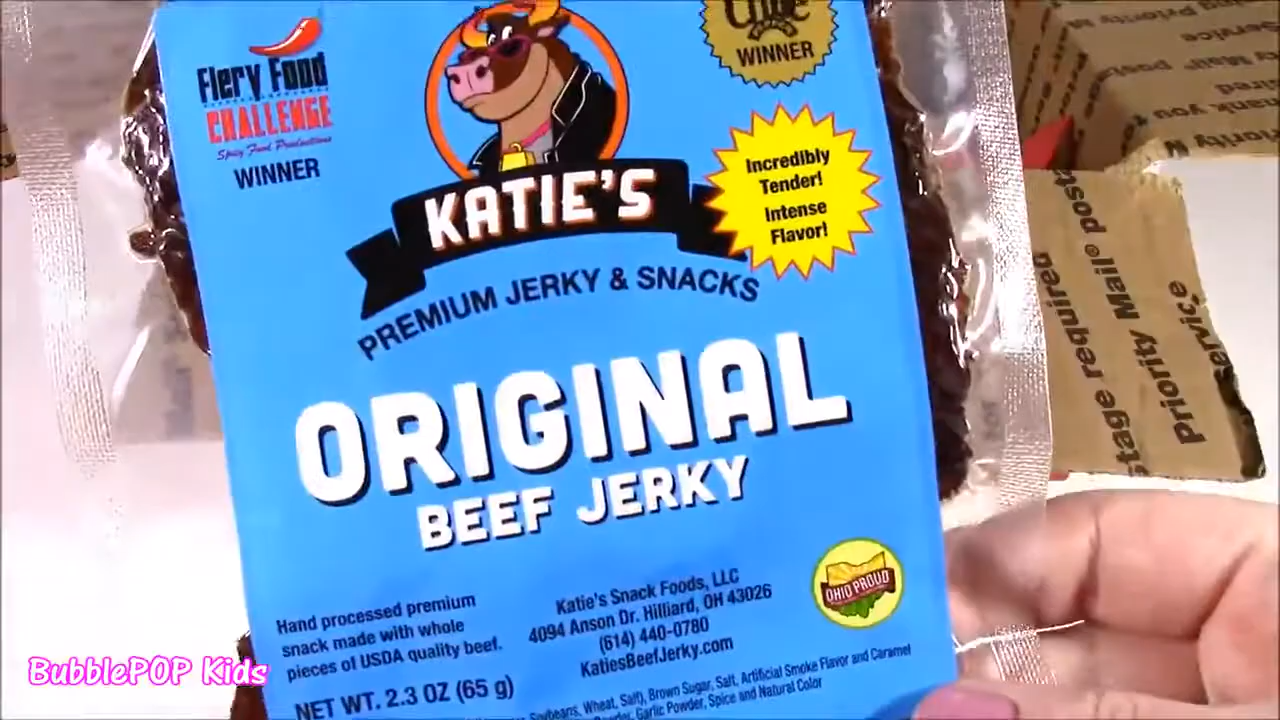 Fiery Food
CHALLENGE
Spicy Food Productions
WINNER
WINNER
Incredibly
Tender!
Intense
Flavor!
KATIE'S
PREMIUM JERKY & SNACKS
ORIGINAL
BEEF JERKY
Hand processed premium
snack made with whole
pieces of USDA quality beef.
NET WT. 2.3 OZ (65 g)
Katie's Snack Foods, LLC
4094 Anson Dr. Hilliard, OH 43026
(614) 440-0780
KatiesBeefJerky.com
OHIO PROUD
Soybeans, Wheat, Salt), Brown Sugar, Salt, Artificial Smoke Flavor and Caramel
Garlic Powder, Spice and Natural Color
stage required
Priority Mail® posta
service
Priority
BubblePOP Kids